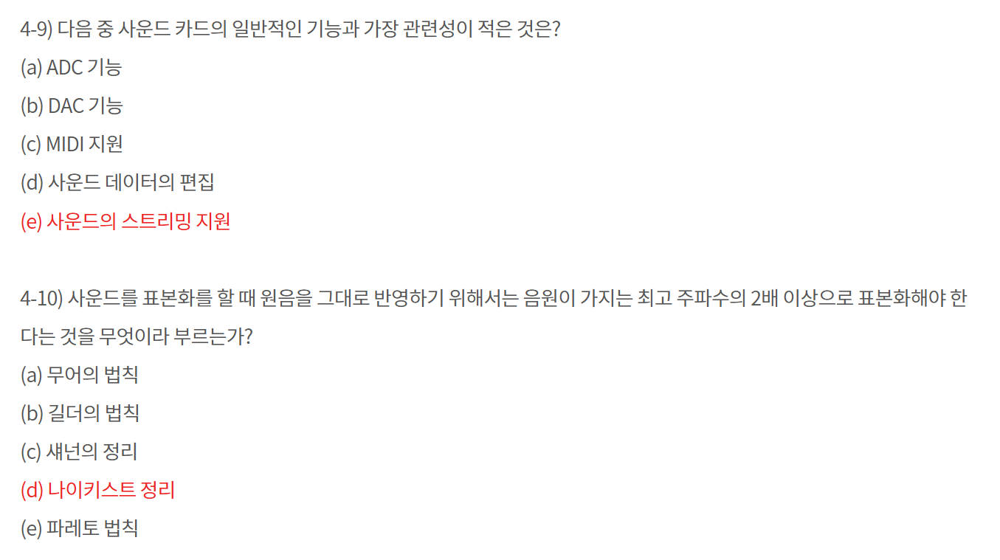 4-9) 다음 중 사운드 카드의 일반적인 기능과 가장 관련성이 적은 것은?
(a) ADC 기능
(b) DAC 기능
(c) MIDI 지원
(d) 사운드 데이터의 편집
(e) 사운드의 스트리밍 지원
4-10) 사운드를 표본화를 할 때 원음을 그대로 반영하기 위해서는 음원이 가지는 최고 주파수의 2배 이상으로 표본화해야 한
다는 것을 무엇이라 부르는가?
(a) 무어의 법칙
(b) 길더의 법칙
(c) 섀넌의 정리
(d) 나이키스트 정리
(e) 파레토 법칙